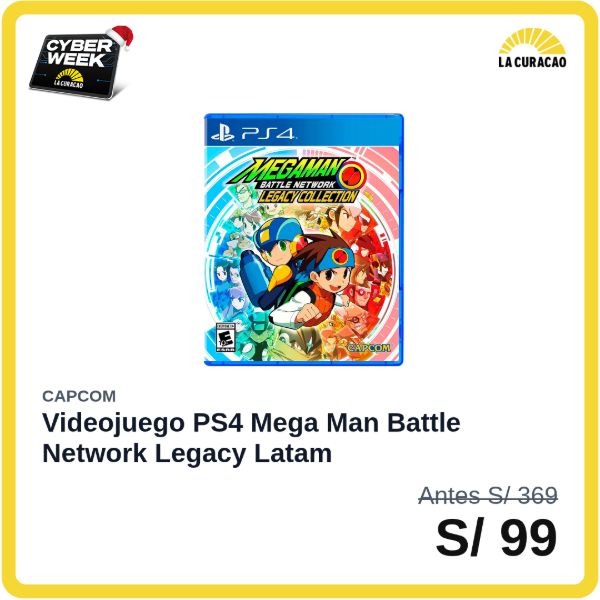 CYBER
WEEK
LA CURACAO
LA CURACAO
PS4
MEGAMAN
BATTLE NETWORK
LEGACY COLLECTION
E
CAPCOM
CAPCOM
Videojuego PS4 Mega Man Battle
Network Legacy Latam
Antes S/ 369
S/ 99